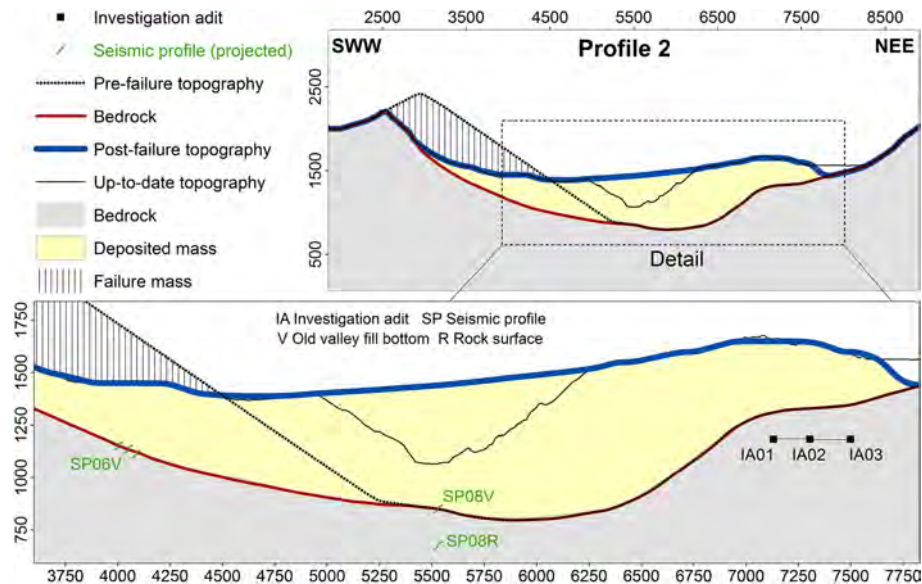 Investigation adit
Seismic profile (projected)
Pre-failure topography
Bedrock
Post-failure topography
Up-to-date topography
Bedrock
Deposited mass
Failure mass
2500 3500 4500 5500 6500 7500 8500
SWW Profile 2 NEE
2500
1500
500
Detail
IA Investigation adit SP Seismic profile
V Old valley fill bottom R Rock surface
1750
1500
1250
1000
750
SP06V
SP08V
SP08R
IA01 IA02 IA03
3750 4000 4250 4500 4750 5000 5250 5500 5750 6000 6250 6500 6750 7000 7250 7500